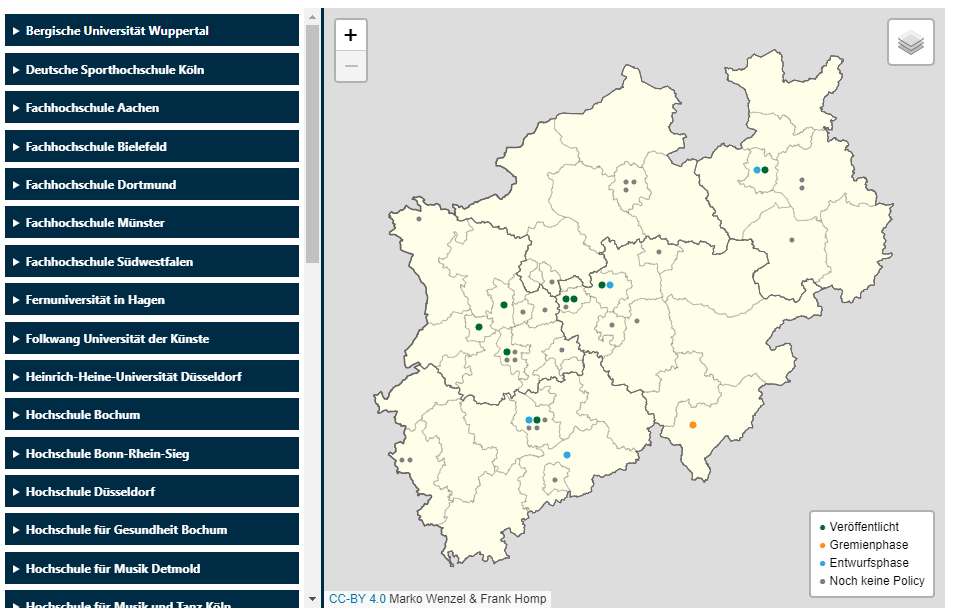 Bergische Universität Wuppertal
Deutsche Sporthochschule Köln
Fachhochschule Aachen
Fachhochschule Bielefeld
Fachhochschule Dortmund
Fachhochschule Münster
Fachhochschule Südwestfalen
Fernuniversität in Hagen
Folkwang Universität der Künste
Heinrich-Heine-Universität Düsseldorf
Hochschule Bochum
Hochschule Bonn-Rhein-Sieg
Hochschule Düsseldorf
Hochschule für Gesundheit Bochum
Hochschule für Musik Detmold
Hochschule für Musik und Tanz Köln
+
−
Veröffentlicht
Gremienphase
Entwurfsphase
Noch keine Policy
CC-BY 4.0 Marko Wenzel & Frank Homp